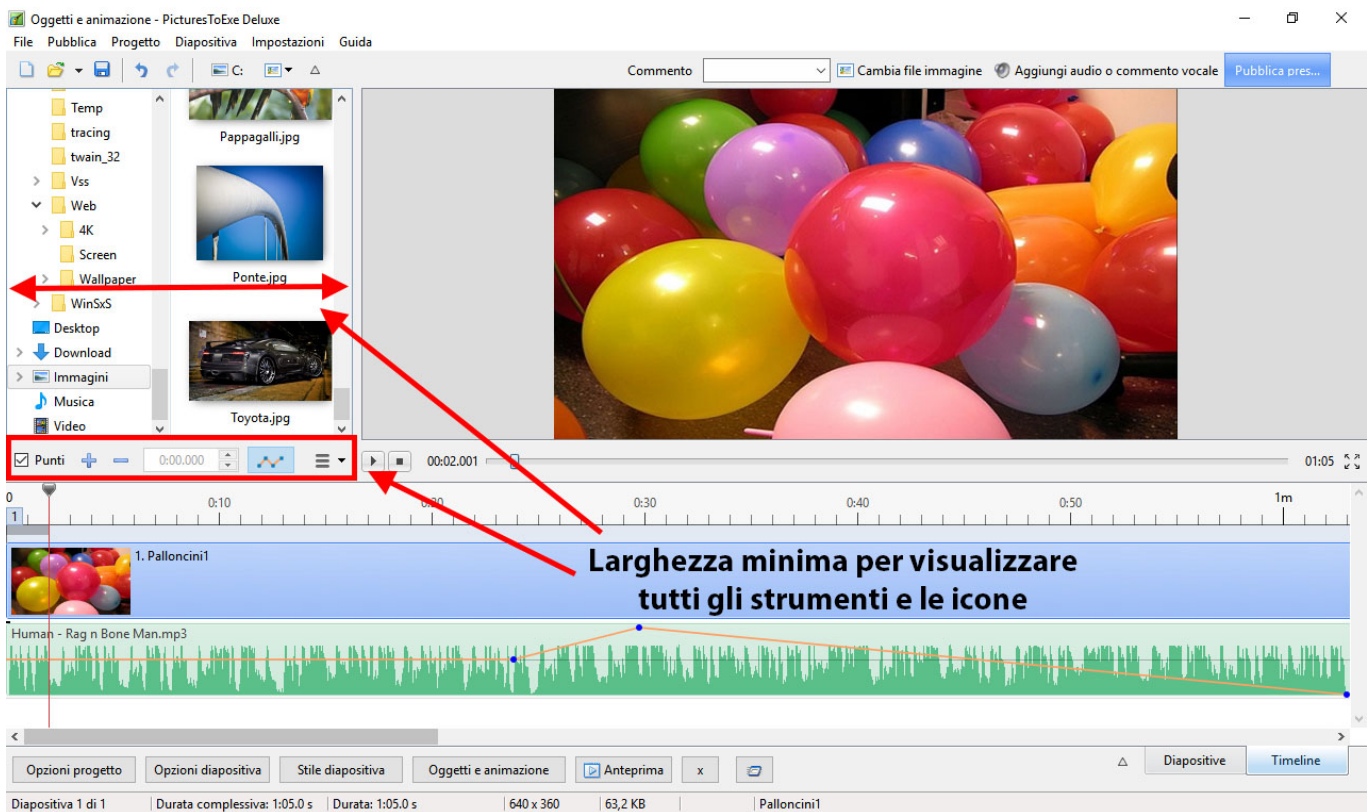 Oggetti e animazione - PicturesToExe Deluxe
File Pubblica Progetto Diapositiva Impostazioni Guida
C:
Commento
Cambia file immagine
Aggiungi audio o commento vocale
Pubblica pres...
Temp
tracing
twain_32
Vss
Web
4K
Screen
Wallpaper
WinSxS
Desktop
Download
Immagini
Musica
Video
Pappagalli.jpg
Ponte.jpg
Toyota.jpg
Punti
0:00.000
00:02.001
01:05
0 0:10 0:20 0:30 0:40 0:50 1m
1
1. Palloncini1
Larghezza minima per visualizzare
tutti gli strumenti e le icone
Human - Rag n Bone Man.mp3
Opzioni progetto
Opzioni diapositiva
Stile diapositiva
Oggetti e animazione
Anteprima
x
Diapositive
Timeline
Diapositiva 1 di 1
Durata complessiva: 1:05.0 s
Durata: 1:05.0 s
640 x 360
63,2 KB
Palloncini1